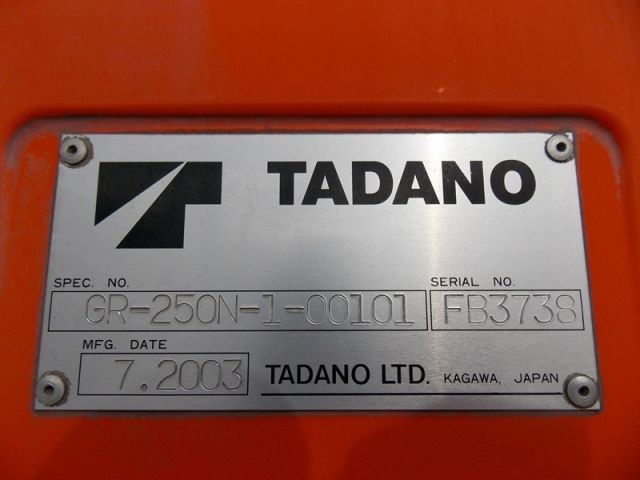 TADANO
SPEC. NO. SERIAL NO.
GR-250N-1-00101 FB3738
MFG. DATE
7.2003 TADANO LTD. KAGAWA, JAPAN